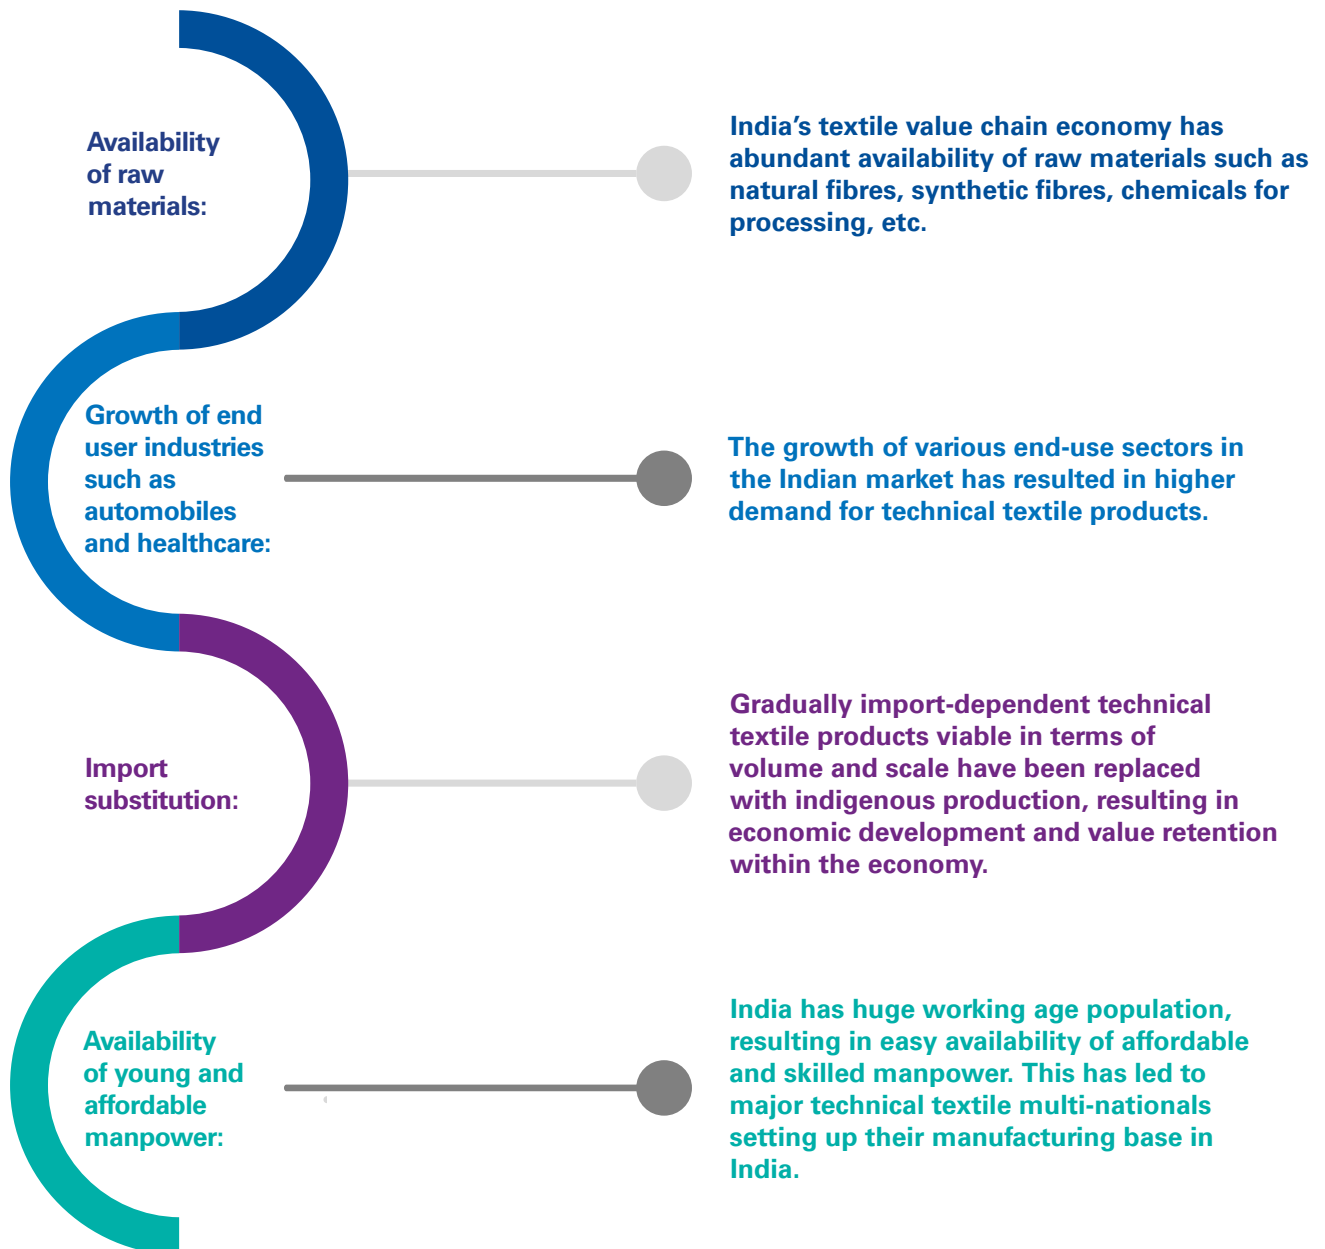 Availability
of raw
materials:
India’s textile value chain economy has
abundant availability of raw materials such as
natural fibres, synthetic fibres, chemicals for
processing, etc.
Growth of end
user industries
such as
automobiles
and healthcare:
The growth of various end-use sectors in
the Indian market has resulted in higher
demand for technical textile products.
Import
substitution:
Gradually import-dependent technical
textile products viable in terms of
volume and scale have been replaced
with indigenous production, resulting in
economic development and value retention
within the economy.
Availability
of young and
affordable
manpower:
India has huge working age population,
resulting in easy availability of affordable
and skilled manpower. This has led to
major technical textile multi-nationals
setting up their manufacturing base in
India.